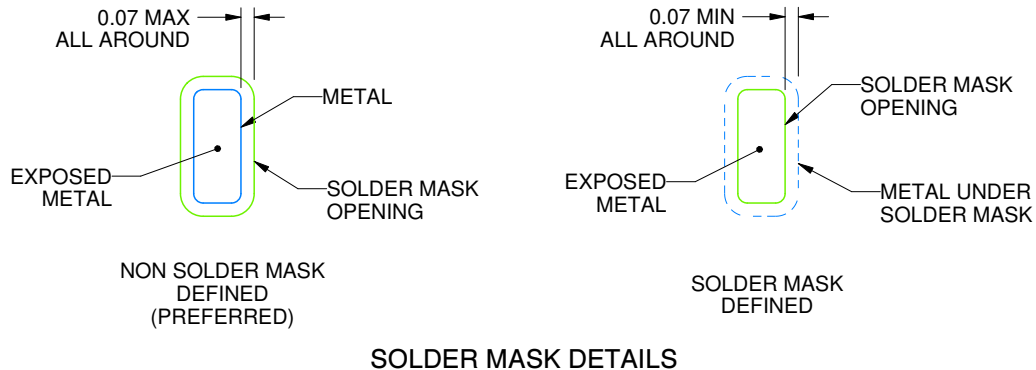 0.07 MAX
ALL AROUND
METAL
EXPOSED
METAL
SOLDER MASK
OPENING
NON SOLDER MASK
DEFINED
(PREFERRED)
0.07 MIN
ALL AROUND
SOLDER MASK
OPENING
EXPOSED
METAL
METAL UNDER
SOLDER MASK
SOLDER MASK
DEFINED
SOLDER MASK DETAILS